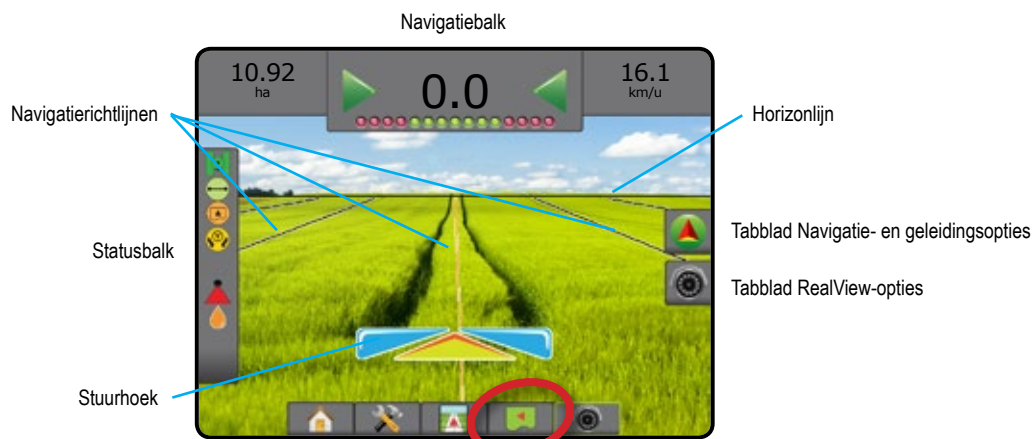 Navigatiebalk
10.92
ha
0.0
16.1
km/u
Navigatierichtlijnen
Horizonlijn
Statusbalk
Tabblad Navigatie- en geleidingsopties
Tabblad RealView-opties
Stuurhoek